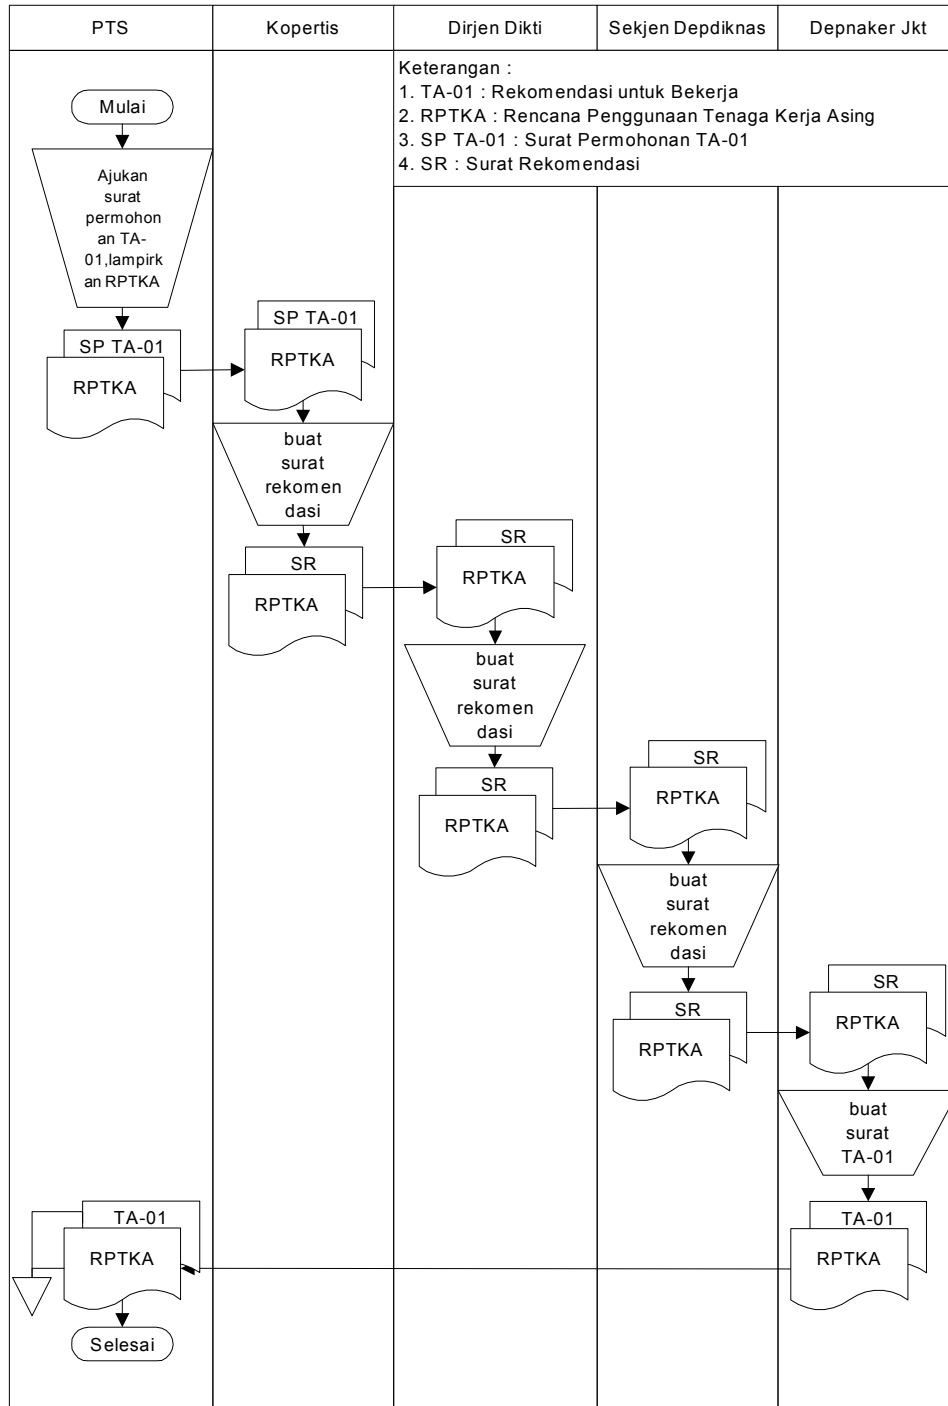 PTS
Kopertis
Dirjen Dikti
Sekjen Depdiknas
Depnaker Jkt
Keterangan :
1. TA-01 : Rekomendasi untuk Bekerja
2. RPTKA : Rencana Penggunaan Tenaga Kerja Asing
3. SP TA-01 : Surat Permohonan TA-01
4. SR : Surat Rekomendasi
Mulai
Ajukan
surat
permohon
an TA-
01,lampirk
an RPTKA
SP TA-01
RPTKA
SP TA-01
RPTKA
buat
surat
rekomen
dasi
SR
RPTKA
SR
RPTKA
buat
surat
rekomen
dasi
SR
RPTKA
SR
RPTKA
buat
surat
rekomen
dasi
SR
RPTKA
SR
RPTKA
buat
surat
TA-01
TA-01
RPTKA
TA-01
RPTKA
Selesai